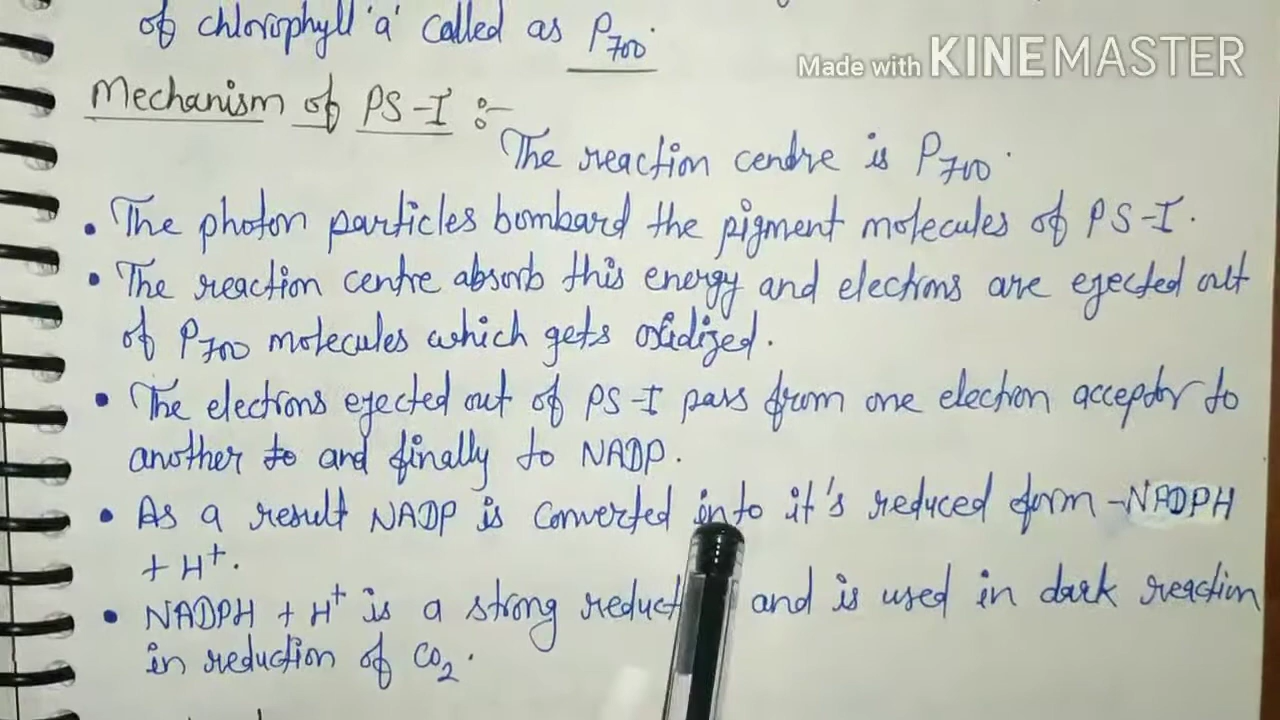 of chlorophyll 'a' called as P700.
Made with KINEMASTER
Mechanism of PS-I :-
The reaction centre is P700.
• The photon particles bombard the pigment molecules of PS-I.
• The reaction centre absorb this energy and electrons are ejected out
of P700 molecules which gets oxidized.
• The electrons ejected out of PS-I pass from one electron acceptor to
another to and finally to NADP.
• As a result NADP is converted into it's reduced form - NADPH
+ H+.
• NADPH + H+ is a strong reduct and is used in dark reaction
in reduction of CO2.